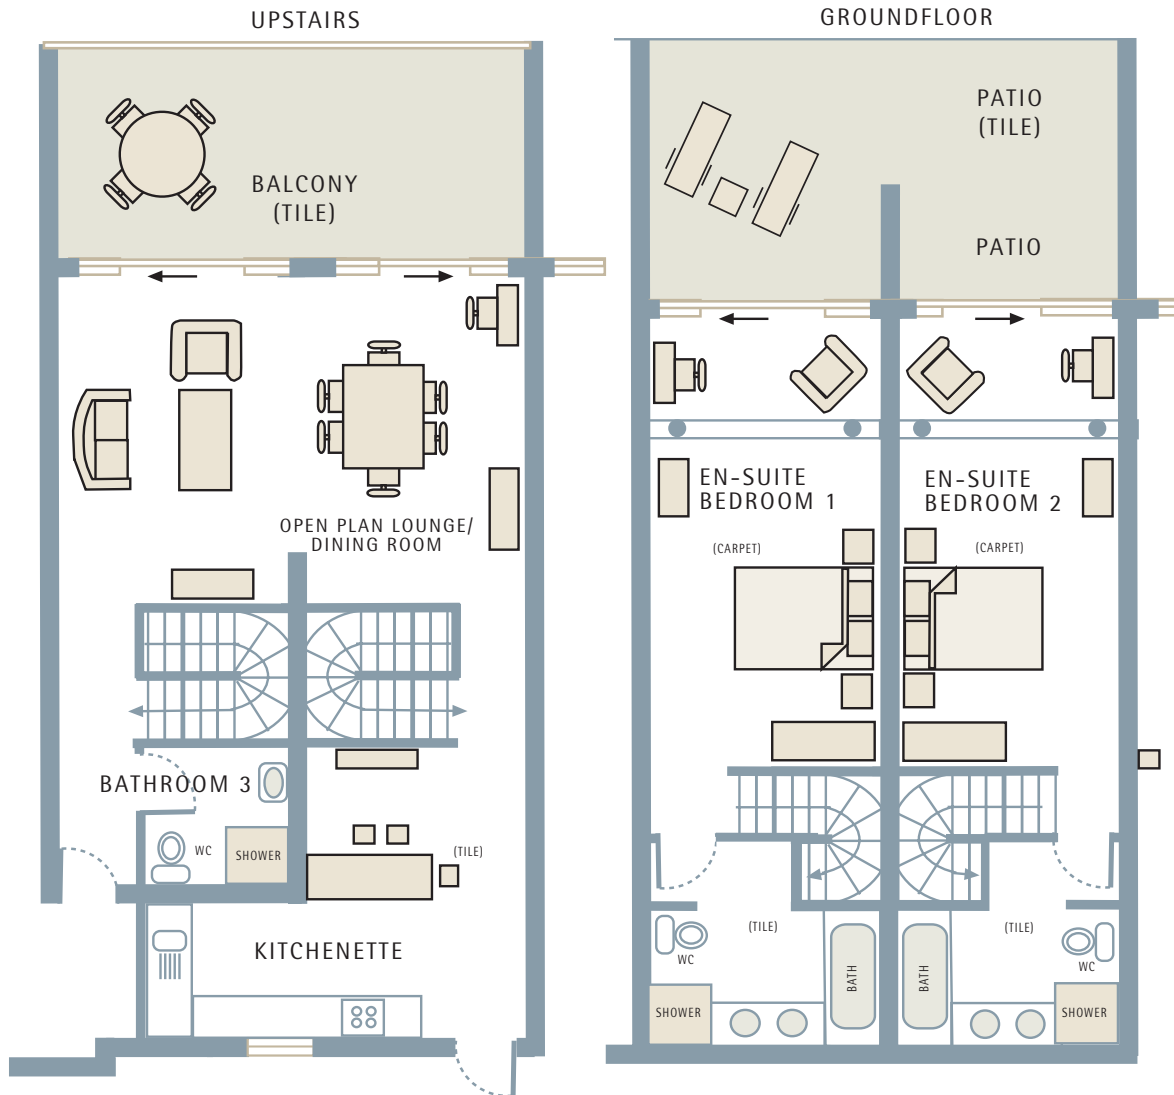 UPSTAIRS
BALCONY
(TILE)
OPEN PLAN LOUNGE/
DINING ROOM
BATHROOM 3
WC
SHOWER
(TILE)
KITCHENETTE
GROUNDFLOOR
PATIO
(TILE)
PATIO
EN-SUITE
BEDROOM 1
(CARPET)
EN-SUITE
BEDROOM 2
(CARPET)
(TILE)
WC
SHOWER
BATH
BATH
(TILE)
WC
SHOWER